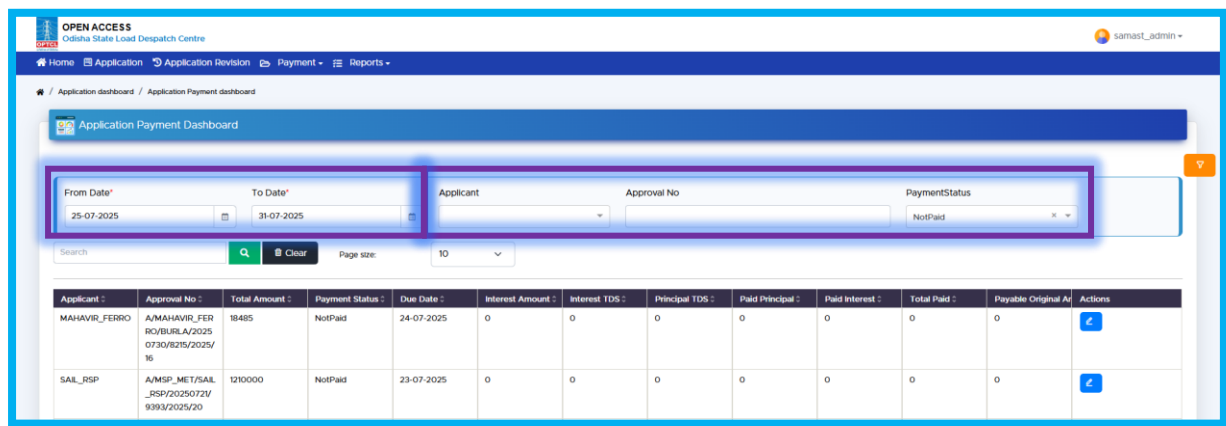 OPEN ACCESS
Odisha State Load Despatch Centre
OPTCL
samast_admin
Home Application Application Revision Payment Reports
/ Application dashboard / Application Payment dashboard
Application Payment Dashboard
From Date* To Date* Applicant Approval No PaymentStatus
25-07-2025 31-07-2025 NotPaid ×
Search Clear Page size: 10
Applicant Approval No Total Amount Payment Status Due Date Interest Amount Interest TDS Principal TDS Paid Principal Paid Interest Total Paid Payable Original Ar Actions
MAHAVIR_FERRO A/MAHAVIR_FER 18485 NotPaid 24-07-2025 0 0 0 0 0 0 0
RO/BURLA/2025
0730/8215/2025/
16
SAIL_RSP A/MSP_MET/SAIL 1210000 NotPaid 23-07-2025 0 0 0 0 0 0 0
_RSP/20250721/
9393/2025/20